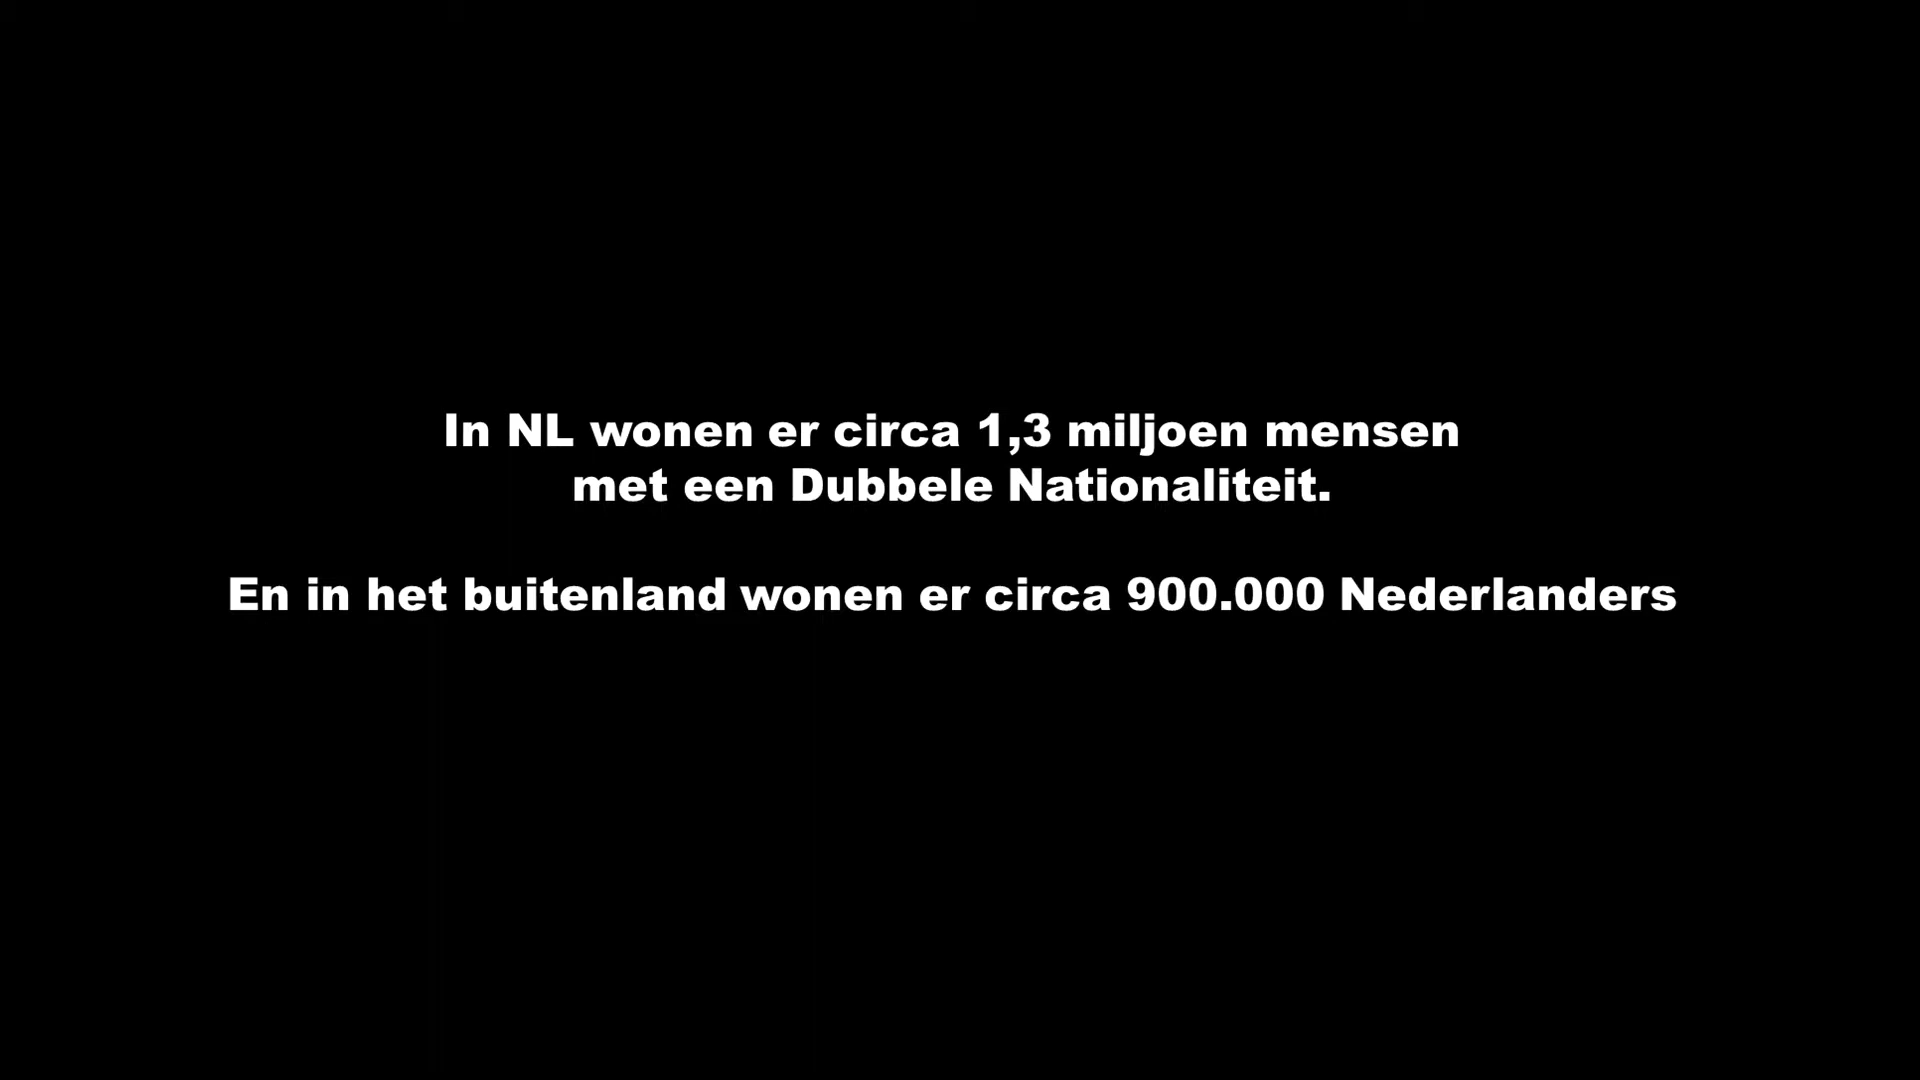 In NL wonen er circa 1,3 miljoen mensen
met een Dubbele Nationaliteit.
En in het buitenland wonen er circa 900.000 Nederlanders